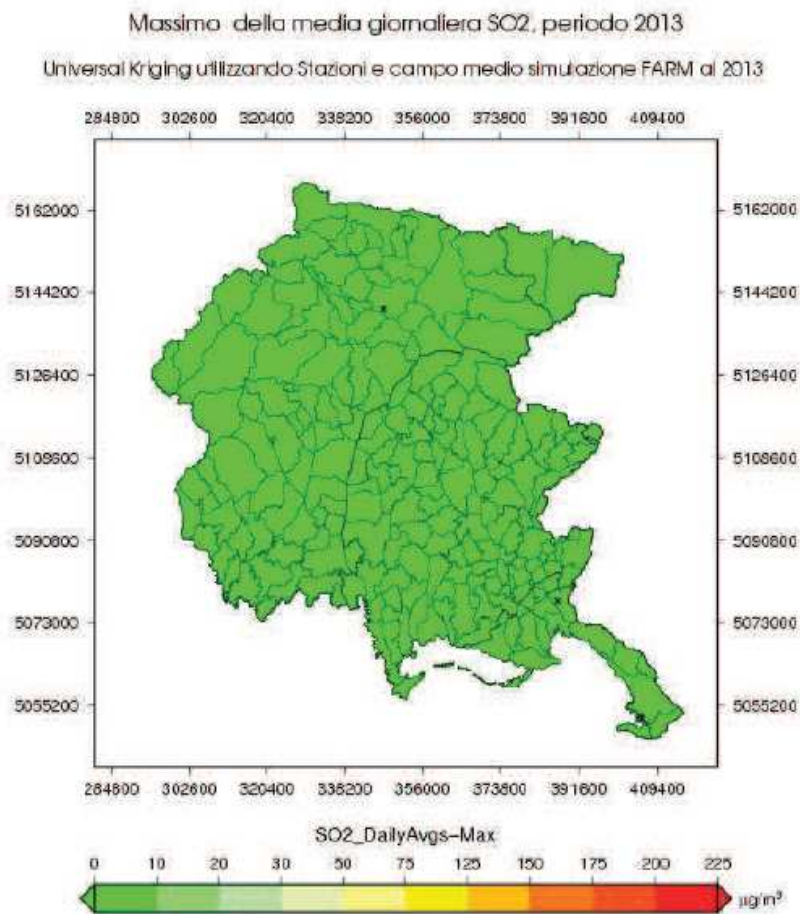 Massimo della media giornaliera SO2, periodo 2013
Universal Kriging utilizzando Stazioni e campo medio simulazione FARM al 2013
284800 302600 320400 338200 356000 373800 391600 409400
5162000 5162000
5144200 5144200
5126400 5126400
5108600 5108600
5090800 5090800
5073000 5073000
5055200 5055200
284800 302600 320400 338200 356000 373800 391600 409400
SO2_DailyAvgs-Max
0 10 20 30 50 75 125 150 175 200 225
µg/m³